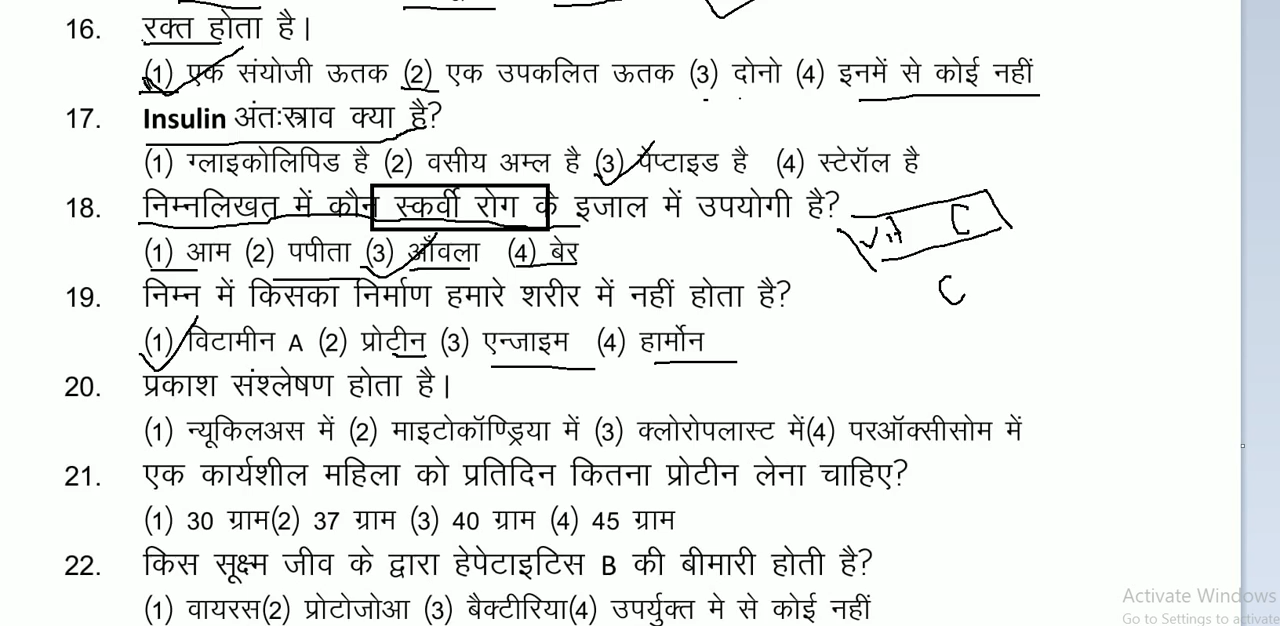 16. रक्त होता है।
(1) एक संयोजी ऊतक (2) एक उपकलित ऊतक (3) दोनो (4) इनमें से कोई नहीं
17. Insulin अंतःस्त्राव क्या है?
(1) ग्लाइकोलिपिड है (2) वसीय अम्ल है (3) पेप्टाइड है (4) स्टेरॉल है
18. निम्नलिखत में कौन स्कर्वी रोग के इजाल में उपयोगी है?
Vit C
(1) आम (2) पपीता (3) आँवला (4) बेर
C
19. निम्न में किसका निर्माण हमारे शरीर में नहीं होता है?
(1) विटामीन A (2) प्रोटीन (3) एन्जाइम (4) हार्मोन
20. प्रकाश संश्लेषण होता है।
(1) न्यूकिलअस में (2) माइटोकॉण्ड्रिया में (3) क्लोरोपलास्ट में(4) परऑक्सीसोम में
21. एक कार्यशील महिला को प्रतिदिन कितना प्रोटीन लेना चाहिए?
(1) 30 ग्राम(2) 37 ग्राम (3) 40 ग्राम (4) 45 ग्राम
22. किस सूक्ष्म जीव के द्वारा हेपेटाइटिस B की बीमारी होती है?
(1) वायरस(2) प्रोटोजोआ (3) बैक्टीरिया(4) उपर्युक्त मे से कोई नहीं
Activate Windows
Go to Settings to activate